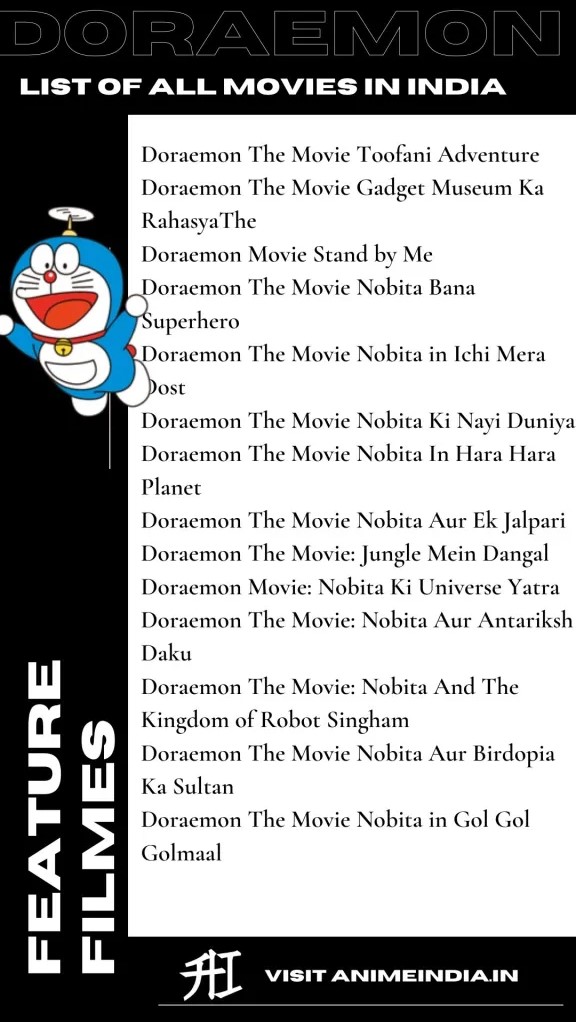 DORAEMON
LIST OF ALL MOVIES IN INDIA
Doraemon The Movie Toofani Adventure
Doraemon The Movie Gadget Museum Ka
RahasyaThe
Doraemon Movie Stand by Me
Doraemon The Movie Nobita Bana
Superhero
Doraemon The Movie Nobita in Ichi Mera
Dost
Doraemon The Movie Nobita Ki Nayi Duniya
Doraemon The Movie Nobita In Hara Hara
Planet
Doraemon The Movie Nobita Aur Ek Jalpari
Doraemon The Movie: Jungle Mein Dangal
Doraemon Movie: Nobita Ki Universe Yatra
Doraemon The Movie: Nobita Aur Antariksh
Daku
Doraemon The Movie: Nobita And The
Kingdom of Robot Singham
Doraemon The Movie Nobita Aur Birdopia
Ka Sultan
Doraemon The Movie Nobita in Gol Gol
Golmaal
FEATURE
FILMES
AI
VISIT ANIMEINDIA.IN